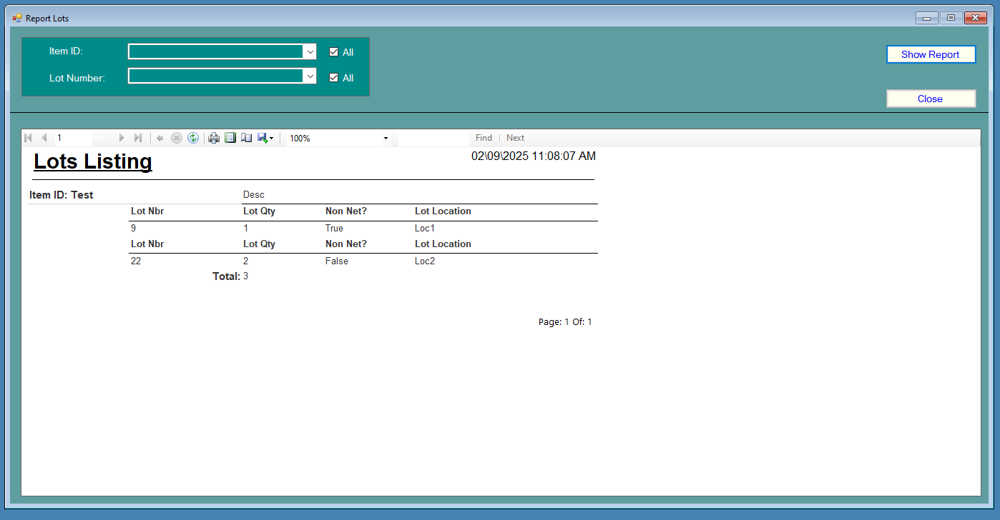 Report Lots
Item ID: All
Show Report
Lot Number: All
Close
1 100% Find Next
Lots Listing 02\09\2025 11:08:07 AM
Item ID: Test Desc
Lot Nbr Lot Qty Non Net? Lot Location
9 1 True Loc1
Lot Nbr Lot Qty Non Net? Lot Location
22 2 False Loc2
Total: 3
Page: 1 Of: 1